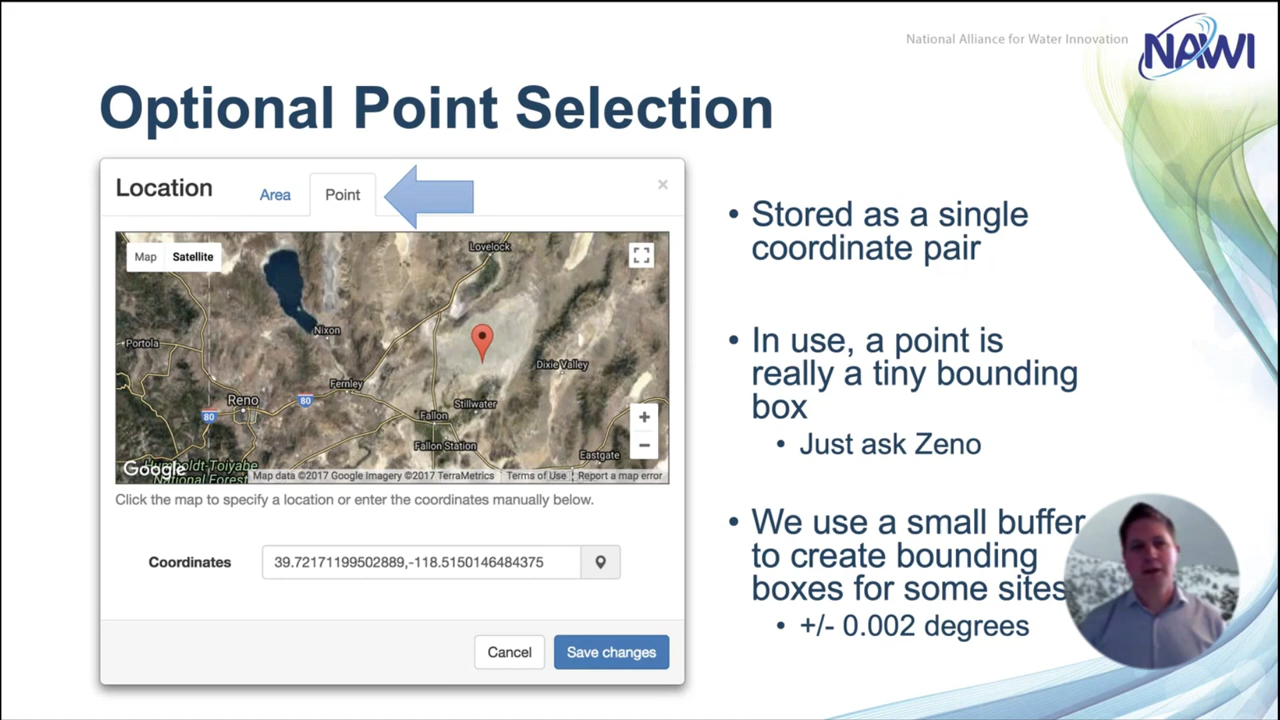 National Alliance for Water Innovation
NAWI
Optional Point Selection
Location
Area
Point
×
Map
Satellite
Lovelock
Nixon
Portola
Dixie Valley
Fernley
Reno
80
80
Stillwater
Fallon
Fallon Station
Eastgate
+
−
Humboldt-Toiyabe
National Forest
Google
Map data ©2017 Google Imagery ©2017 TerraMetrics
Terms of Use
Report a map error
Click the map to specify a location or enter the coordinates manually below.
Coordinates
39.72171199502889,-118.5150146484375
Cancel
Save changes
• Stored as a single
coordinate pair
• In use, a point is
really a tiny bounding
box
• Just ask Zeno
• We use a small buffer
to create bounding
boxes for some sites
• +/- 0.002 degrees